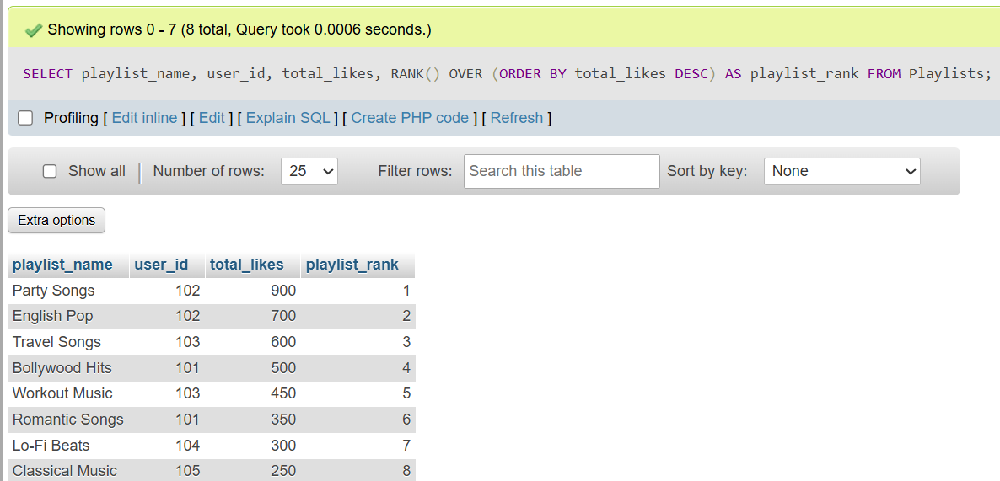 Showing rows 0 - 7 (8 total, Query took 0.0006 seconds.)
SELECT playlist_name, user_id, total_likes, RANK() OVER (ORDER BY total_likes DESC) AS playlist_rank FROM Playlists;
Profiling [ Edit inline ] [ Edit ] [ Explain SQL ] [ Create PHP code ] [ Refresh ]
Show all Number of rows: 25 Filter rows: Search this table Sort by key: None
Extra options
playlist_name user_id total_likes playlist_rank
Party Songs 102 900 1
English Pop 102 700 2
Travel Songs 103 600 3
Bollywood Hits 101 500 4
Workout Music 103 450 5
Romantic Songs 101 350 6
Lo-Fi Beats 104 300 7
Classical Music 105 250 8